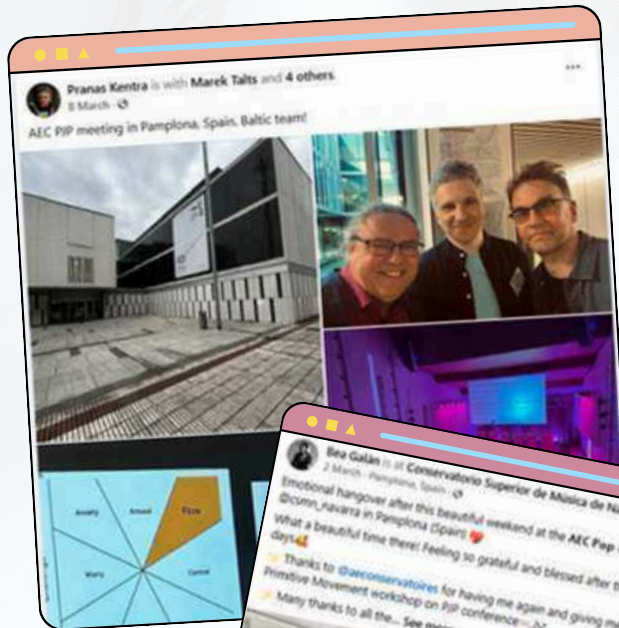 Pranas Kentra is with Marek Talts and 4 others.
8 March ·
AEC PJP meeting in Pamplona, Spain. Baltic team!
Anxiety
Arousal
Flow
Worry
Control
Bea Galán is at Conservatorio Superior de Música de Na
2 March · Pamplona, Spain ·
Emotional hangover after this beautiful weekend at the AEC Pop
@csmn_navarra in Pamplona (Spain) ❤️
What a beautiful time there! Feeling so grateful and blessed after th
days
Thanks to @aeconservatoires for having me again and giving me
Primitive Movement workshop on PJP conference
Many thanks to all the... See more